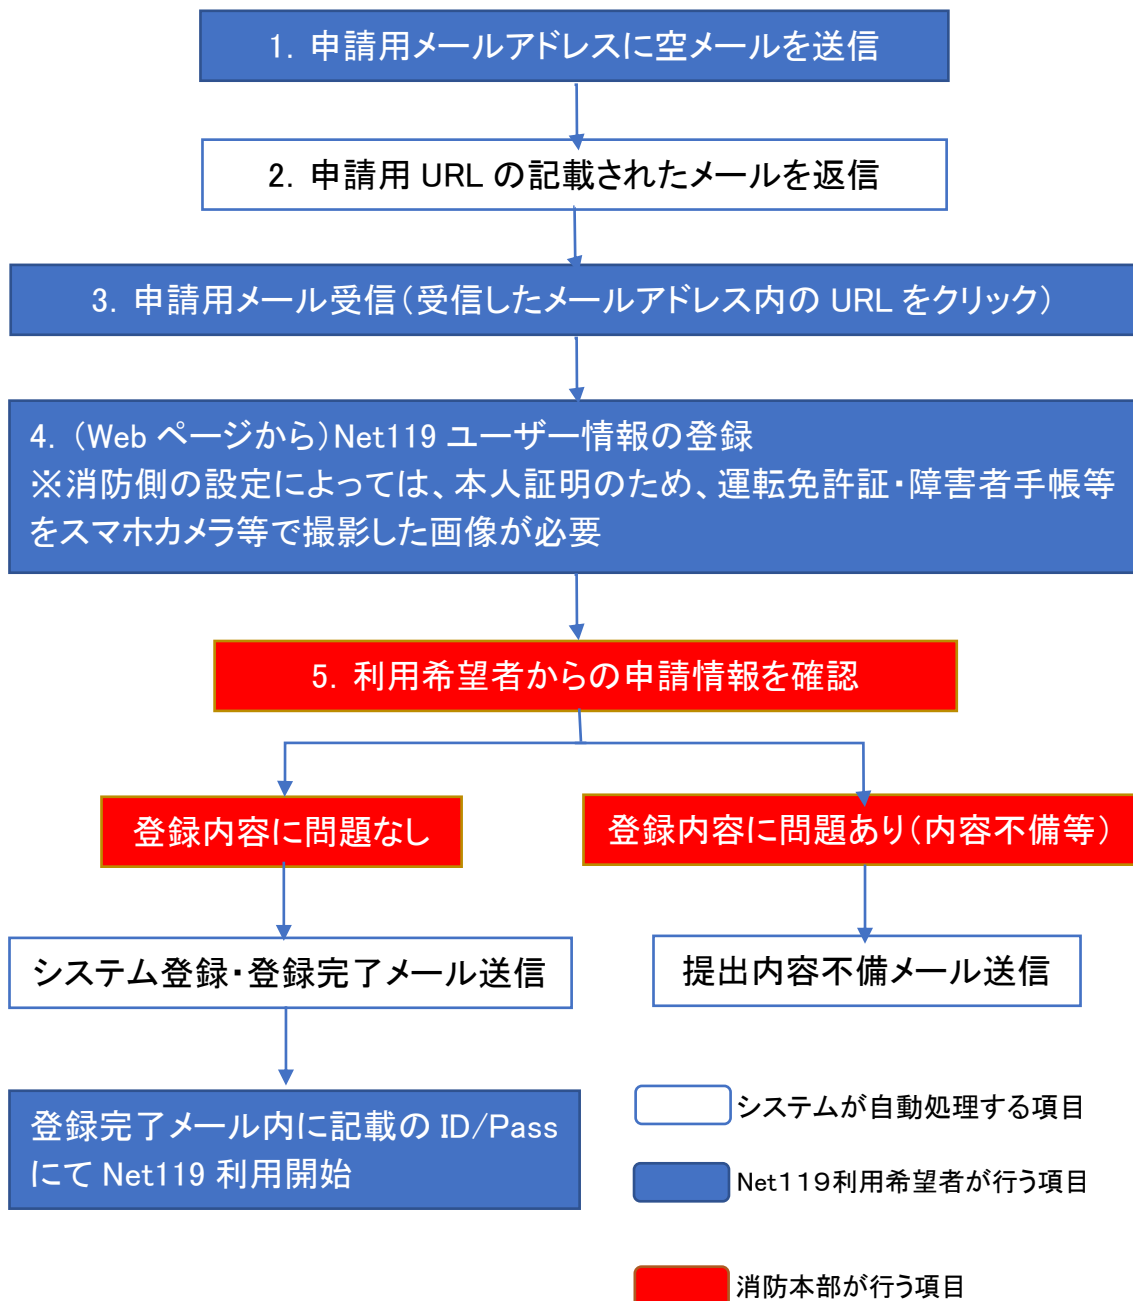 1. 申請用メールアドレスに空メールを送信
2. 申請用 URL の記載されたメールを返信
3. 申請用メール受信（受信したメールアドレス内の URL をクリック）
4. （Web ページから）Net119 ユーザー情報の登録
※消防側の設定によっては、本人証明のため、運転免許証・障害者手帳等
をスマホカメラ等で撮影した画像が必要
5. 利用希望者からの申請情報を確認
登録内容に問題なし
登録内容に問題あり（内容不備等）
システム登録・登録完了メール送信
提出内容不備メール送信
登録完了メール内に記載の ID/Pass
にて Net119 利用開始
システムが自動処理する項目
Net１１９利用希望者が行う項目
消防本部が行う項目